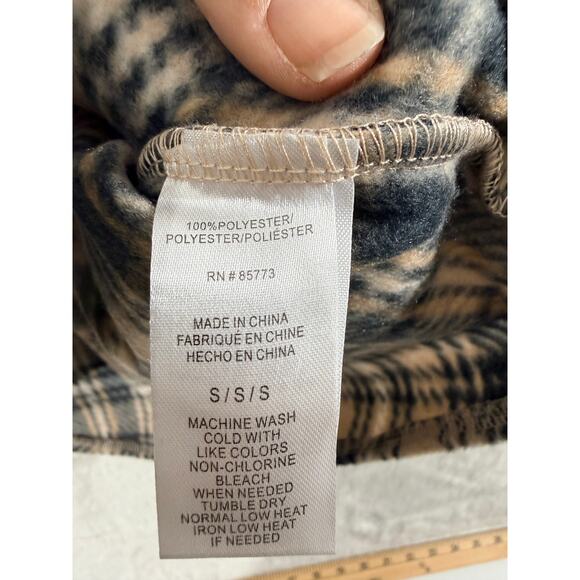 100%POLYESTER/
POLYESTER/POLIÉSTER
RN # 85773
MADE IN CHINA
FABRIQUÉ EN CHINE
HECHO EN CHINA
S / S / S
MACHINE WASH
COLD WITH
LIKE COLORS
NON-CHLORINE
BLEACH
WHEN NEEDED
TUMBLE DRY
NORMAL LOW HEAT
IRON LOW HEAT
IF NEEDED